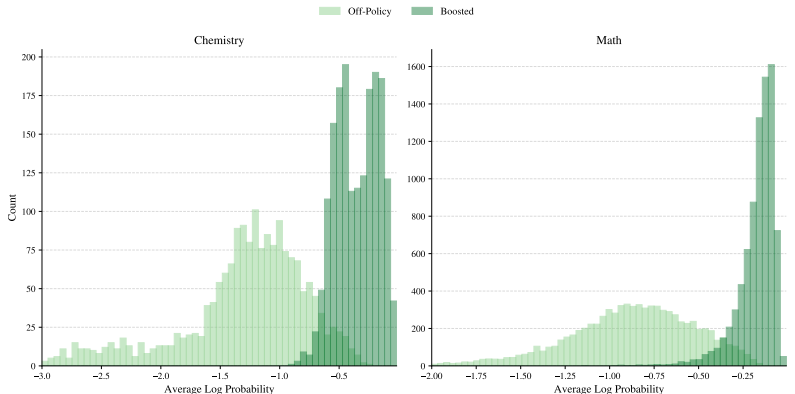 Off-Policy Boosted
Chemistry
Math
Count
200
175
150
125
100
75
50
25
0
−3.0 −2.5 −2.0 −1.5 −1.0 −0.5
Average Log Probability
1600
1400
1200
1000
800
600
400
200
0
−2.00 −1.75 −1.50 −1.25 −1.00 −0.75 −0.50 −0.25
Average Log Probability